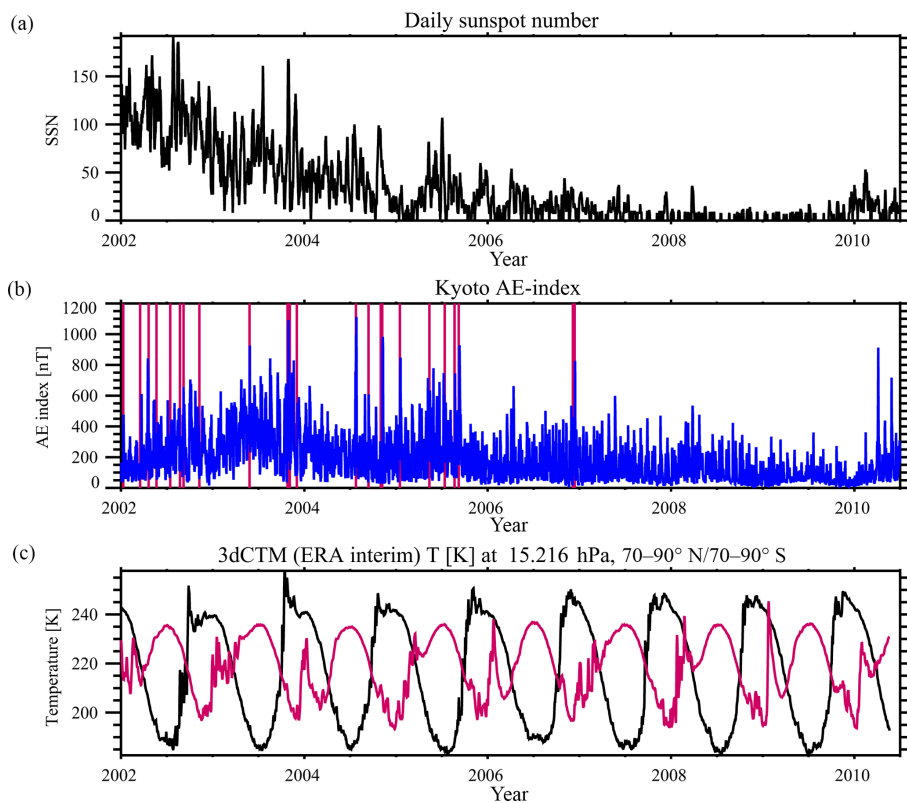 (a)
Daily sunspot number
SSN
150
100
50
0
2002
2004
2006
2008
2010
Year
(b)
Kyoto AE-index
AE index [nT]
1200
1000
800
600
400
200
0
2002
2004
2006
2008
2010
Year
(c)
3dCTM (ERA interim) T [K] at 15.216 hPa, 70–90° N/70–90° S
Temperature [K]
240
220
200
2002
2004
2006
2008
2010
Year